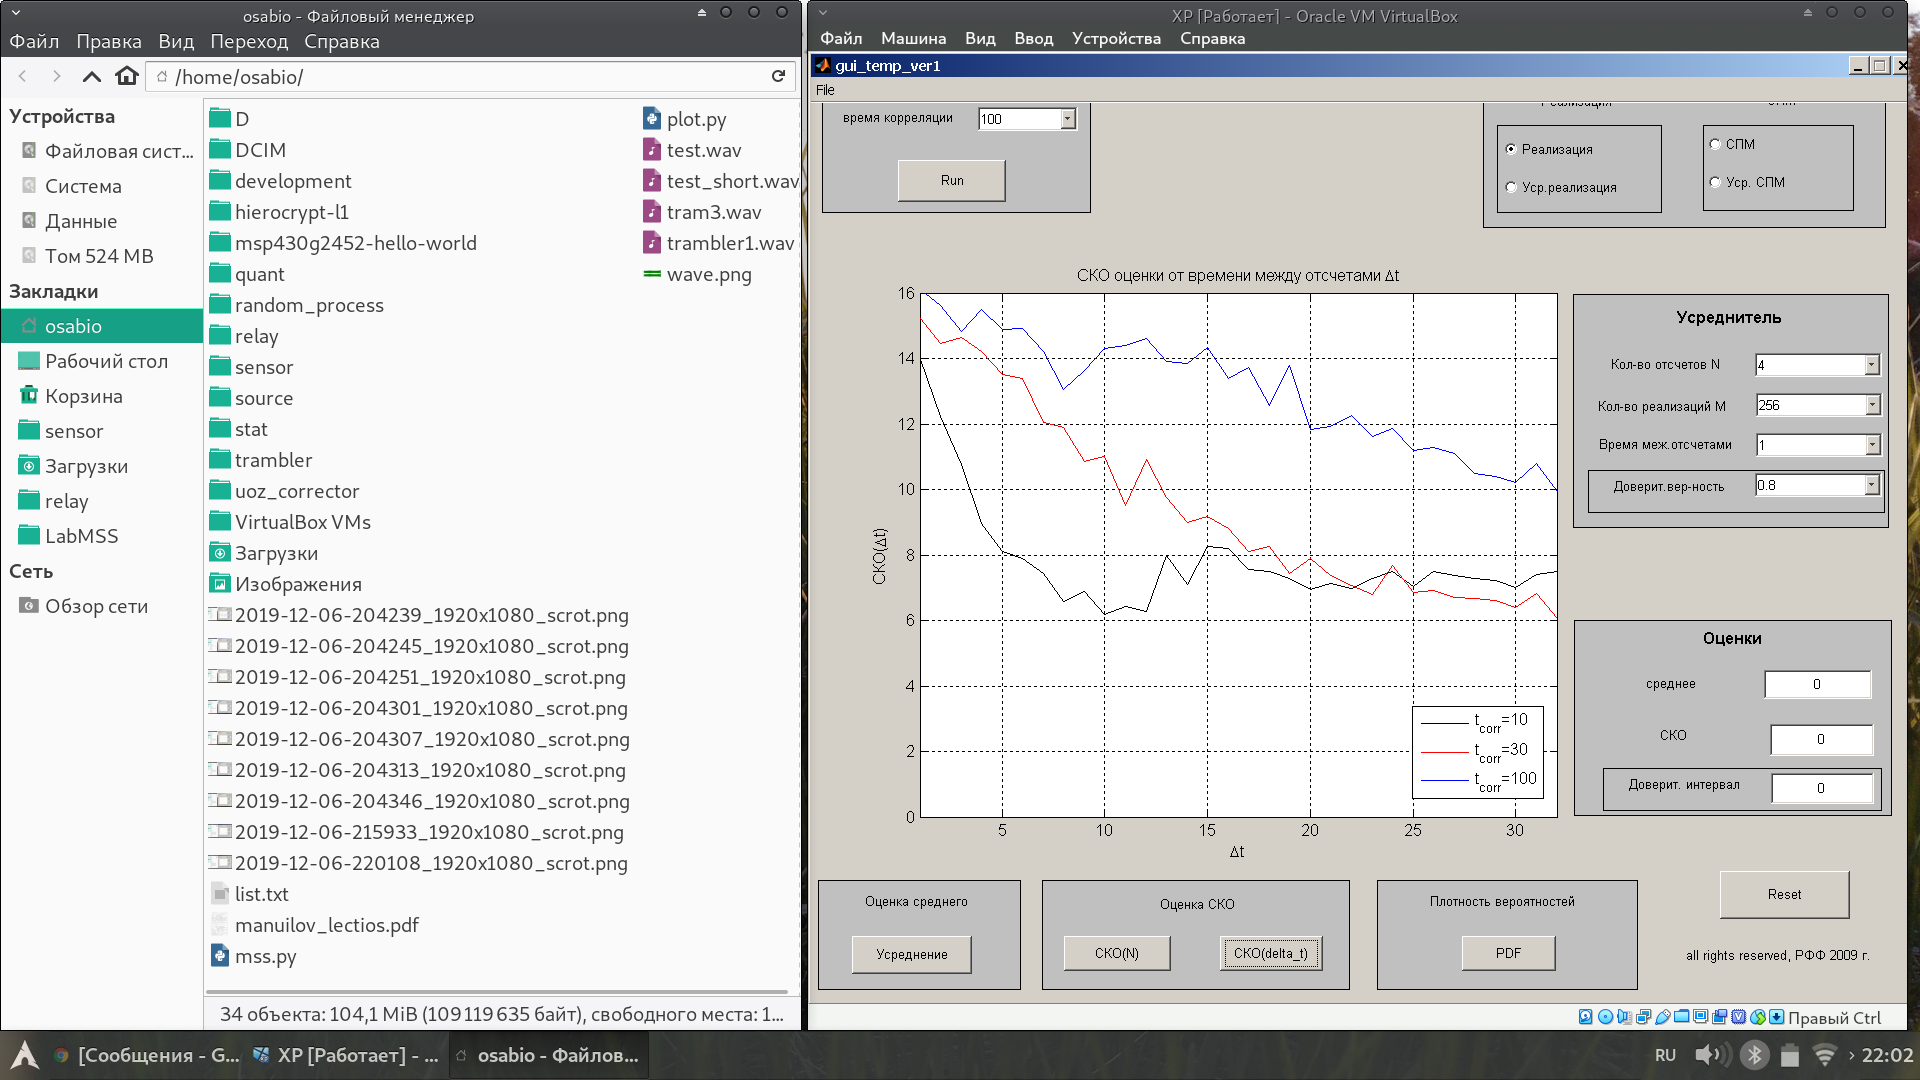 osabio - Файловый менеджер
Файл Правка Вид Переход Справка
/home/osabio/
Устройства
Файловая сист...
Система
Данные
Том 524 MB
Закладки
osabio
Рабочий стол
Корзина
sensor
Загрузки
relay
LabMSS
Сеть
Обзор сети
D
DCIM
development
hierocrypt-l1
msp430g2452-hello-world
quant
random_process
relay
sensor
source
stat
trambler
uoz_corrector
VirtualBox VMs
Загрузки
Изображения
2019-12-06-204239_1920x1080_scrot.png
2019-12-06-204245_1920x1080_scrot.png
2019-12-06-204251_1920x1080_scrot.png
2019-12-06-204301_1920x1080_scrot.png
2019-12-06-204307_1920x1080_scrot.png
2019-12-06-204313_1920x1080_scrot.png
2019-12-06-204346_1920x1080_scrot.png
2019-12-06-215933_1920x1080_scrot.png
2019-12-06-220108_1920x1080_scrot.png
list.txt
manuilov_lectios.pdf
mss.py
plot.py
test.wav
test_short.wav
tram3.wav
trambler1.wav
wave.png
34 объекта: 104,1 MiB (109 119 635 байт), свободного места: 1...
XP [Работает] - Oracle VM VirtualBox
Файл Машина Вид Ввод Устройства Справка
gui_temp_ver1
File
время корреляции 100
Run
Реализация
Реализация
Уср.реализация
СПМ
Уср. СПМ
СКО оценки от времени между отсчетами Δt
СКО(Δt)
16
14
12
10
8
6
4
2
0
5 10 15 20 25 30
Δt
tcorr=10
tcorr=30
tcorr=100
Усреднитель
Кол-во отсчетов N 4
Кол-во реализаций M 256
Время меж.отсчетами 1
Доверит.вер-ность 0.8
Оценки
среднее 0
СКО 0
Доверит. интервал 0
Оценка среднего
Усреднение
Оценка СКО
СКО(N) СКО(delta_t)
Плотность вероятностей
PDF
Reset
all rights reserved, РФФ 2009 г.
Правый Ctrl
[Сообщения - G... XP [Работает] - ... osabio - Файлов...
RU 22:02